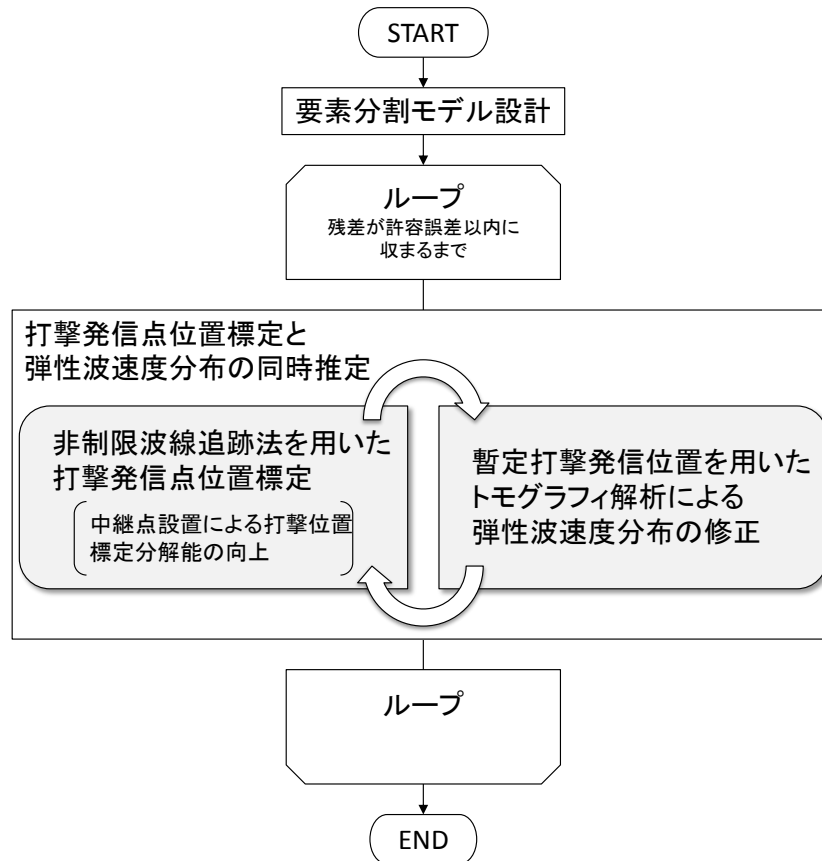 START
要素分割モデル設計
ループ
残差が許容誤差以内に
収まるまで
打撃発信点位置標定と
弾性波速度分布の同時推定
非制限波線追跡法を用いた
打撃発信点位置標定
中継点設置による打撃位置
標定分解能の向上
暫定打撃発信位置を用いた
トモグラフィ解析による
弾性波速度分布の修正
ループ
END